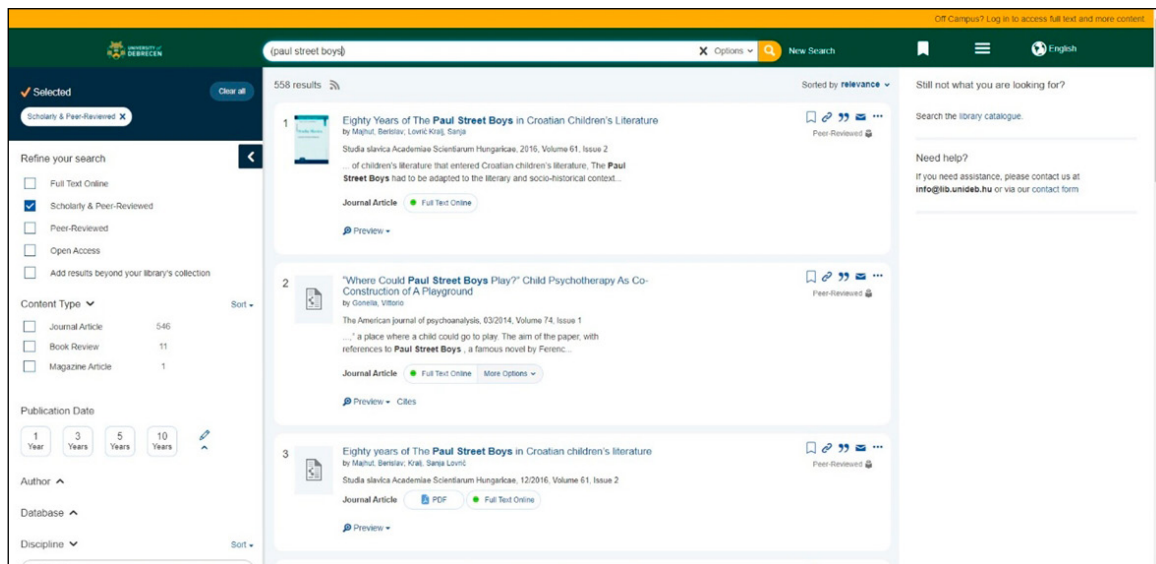 Off Campus? Log in to access full text and more content.
UNIVERSITY of
DEBRECEN
(paul street boys)
Options
New Search
English
Selected
Clear all
Scholarly & Peer-Reviewed X
Refine your search
Full Text Online
Scholarly & Peer-Reviewed
Peer-Reviewed
Open Access
Add results beyond your library's collection
Content Type
Sort
Journal Article 546
Book Review 11
Magazine Article 1
Publication Date
1 Year
3 Years
5 Years
10 Years
Author
Database
Discipline
Sort
558 results
Sorted by relevance
1
Eighty Years of The Paul Street Boys in Croatian Children's Literature
by Majhut, Berislav; Lovrić Kralj, Sanja
Peer-Reviewed
Studia slavica Academiae Scientiarum Hungaricae, 2016, Volume 61, Issue 2
... of children's literature that entered Croatian children's literature, The Paul
Street Boys had to be adapted to the literary and socio-historical context...
Journal Article Full Text Online
Preview
2
"Where Could Paul Street Boys Play?" Child Psychotherapy As Co-
Construction of A Playground
by Gonella, Vittorio
Peer-Reviewed
The American journal of psychoanalysis, 03/2014, Volume 74, Issue 1
...," a place where a child could go to play. The aim of the paper, with
references to Paul Street Boys , a famous novel by Ferenc...
Journal Article Full Text Online More Options
Preview Cites
3
Eighty years of The Paul Street Boys in Croatian children's literature
by Majhut, Berislav; Kralj, Sanja Lovrić
Peer-Reviewed
Studia slavica Academiae Scientiarum Hungaricae, 12/2016, Volume 61, Issue 2
Journal Article PDF Full Text Online
Preview
Still not what you are looking for?
Search the library catalogue.
Need help?
If you need assistance, please contact us at
info@lib.unideb.hu or via our contact form